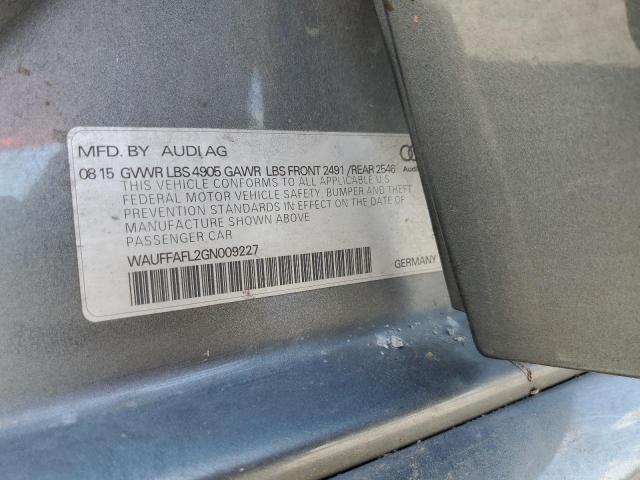 MFD. BY AUDI AG
08 15 GVWR LBS 4905 GAWR LBS FRONT 2491 /REAR 2546
Audi
THIS VEHICLE CONFORMS TO ALL APPLICABLE U.S
FEDERAL MOTOR VEHICLE SAFETY, BUMPER AND THEFT
PREVENTION STANDARDS IN EFFECT ON THE DATE OF
MANUFACTURE SHOWN ABOVE
PASSENGER CAR
WAUFFAFL2GN009227
GERMANY